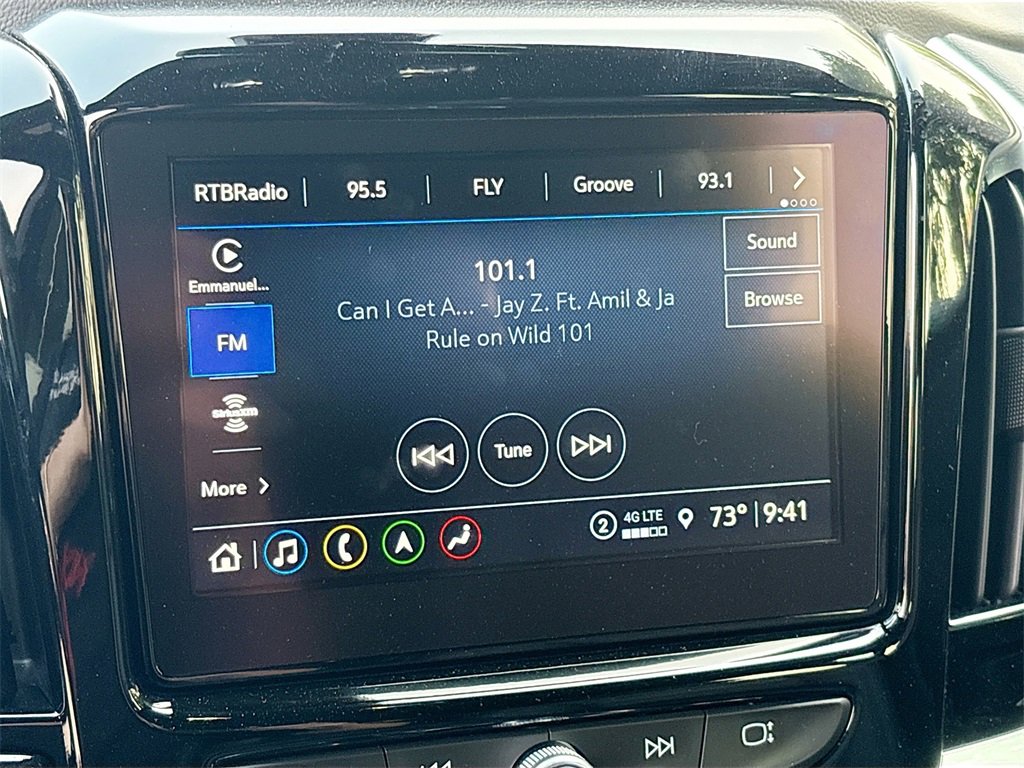 RTBRadio 95.5 FLY Groove 93.1
Emmanuel...
FM
SiriusXM
More
101.1
Can I Get A... - Jay Z. Ft. Amil & Ja
Rule on Wild 101
Sound
Browse
Tune
2 4G LTE 73° 9:41